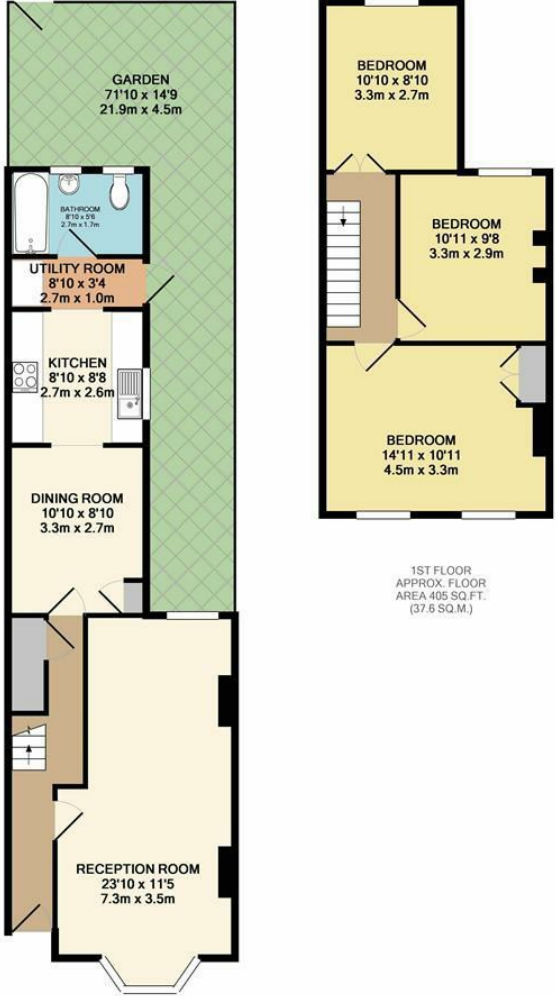 GARDEN
71'10 x 14'9
21.9m x 4.5m
BATHROOM
8'10 x 5'6
2.7m x 1.7m
UTILITY ROOM
8'10 x 3'4
2.7m x 1.0m
KITCHEN
8'10 x 8'8
2.7m x 2.6m
DINING ROOM
10'10 x 8'10
3.3m x 2.7m
RECEPTION ROOM
23'10 x 11'5
7.3m x 3.5m
BEDROOM
10'10 x 8'10
3.3m x 2.7m
BEDROOM
10'11 x 9'8
3.3m x 2.9m
BEDROOM
14'11 x 10'11
4.5m x 3.3m
1ST FLOOR
APPROX. FLOOR
AREA 405 SQ.FT.
(37.6 SQ.M.)